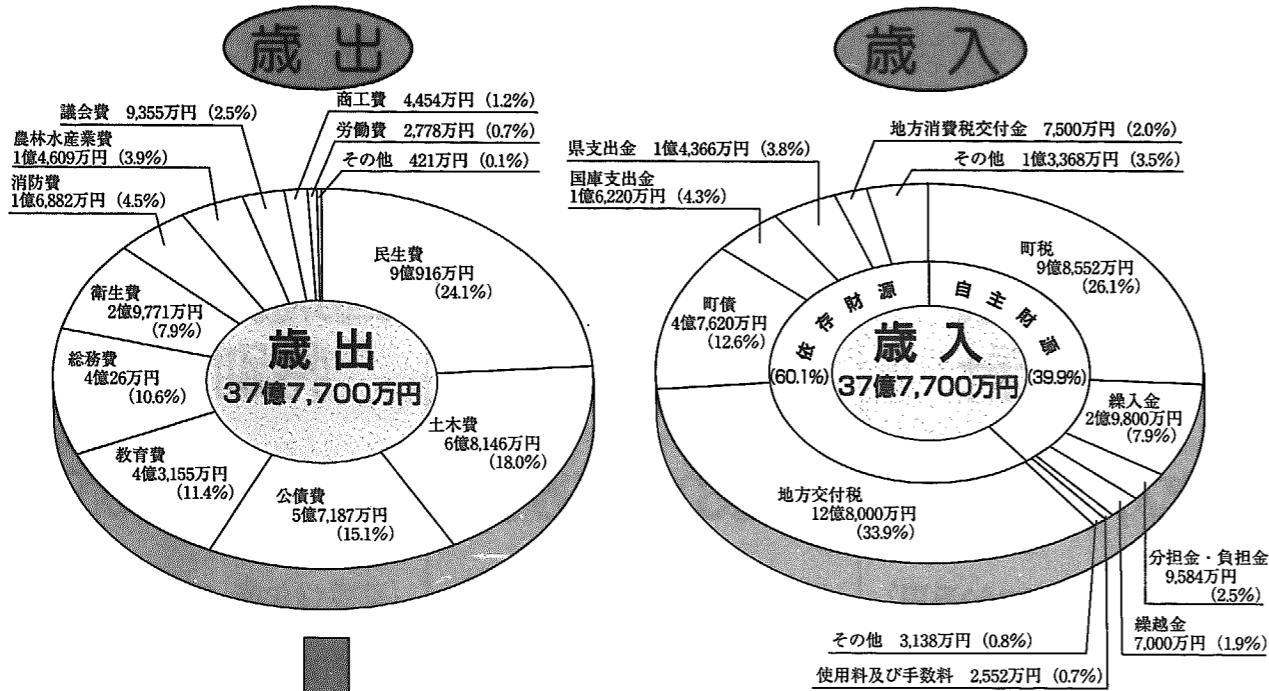 歳出
議会費 9,355万円 (2.5%)
農林水産業費
1億4,609万円 (3.9%)
消防費
1億6,882万円 (4.5%)
商工費 4,454万円 (1.2%)
労働費 2,778万円 (0.7%)
その他 421万円 (0.1%)
民生費
9億916万円
(24.1%)
衛生費
2億9,771万円
(7.9%)
総務費
4億26万円
(10.6%)
歳出
37億7,700万円
土木費
6億8,146万円
(18.0%)
教育費
4億3,155万円
(11.4%)
公債費
5億7,187万円
(15.1%)
歳入
地方消費税交付金 7,500万円 (2.0%)
県支出金 1億4,366万円 (3.8%)
その他 1億3,368万円 (3.5%)
国庫支出金
1億6,220万円 (4.3%)
町税
9億8,552万円
(26.1%)
町債
4億7,620万円
(12.6%)
依存財源
(60.1%)
自主財源
(39.9%)
歳入
37億7,700万円
繰入金
2億9,800万円
(7.9%)
地方交付税
12億8,000万円
(33.9%)
分担金・負担金
9,584万円
(2.5%)
繰越金
7,000万円 (1.9%)
その他 3,138万円 (0.8%)
使用料及び手数料 2,552万円 (0.7%)